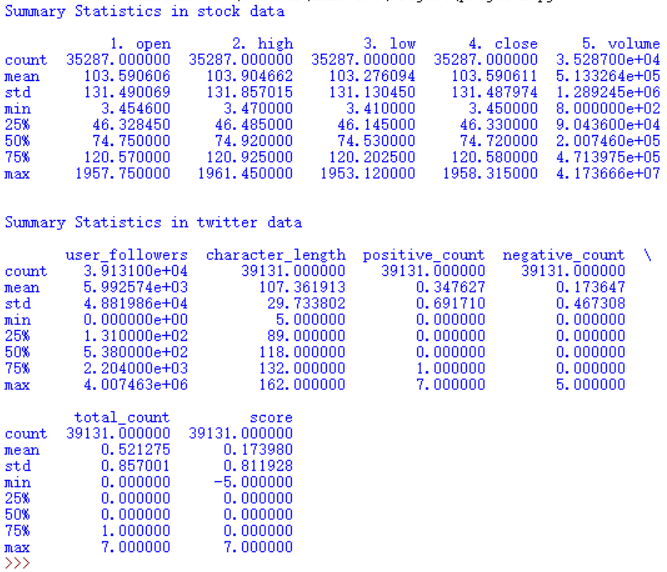 Summary Statistics in stock data
1. open 2. high 3. low 4. close 5. volume
count 35287.000000 35287.000000 35287.000000 35287.000000 3.528700e+04
mean 103.590606 103.904662 103.276094 103.590611 5.133264e+05
std 131.490069 131.857015 131.130450 131.487974 1.289245e+06
min 3.454600 3.470000 3.410000 3.450000 8.000000e+02
25% 46.328450 46.485000 46.145000 46.330000 9.043600e+04
50% 74.750000 74.920000 74.530000 74.720000 2.007460e+05
75% 120.570000 120.925000 120.202500 120.580000 4.713975e+05
max 1957.750000 1961.450000 1953.120000 1958.315000 4.173666e+07
Summary Statistics in twitter data
user_followers character_length positive_count negative_count \
count 3.913100e+04 39131.000000 39131.000000 39131.000000
mean 5.992574e+03 107.361913 0.347627 0.173647
std 4.881986e+04 29.733802 0.691710 0.467308
min 0.000000e+00 5.000000 0.000000 0.000000
25% 1.310000e+02 89.000000 0.000000 0.000000
50% 5.380000e+02 118.000000 0.000000 0.000000
75% 2.204000e+03 132.000000 1.000000 0.000000
max 4.007463e+06 162.000000 7.000000 5.000000
total_count score
count 39131.000000 39131.000000
mean 0.521275 0.173980
std 0.857001 0.811928
min 0.000000 -5.000000
25% 0.000000 0.000000
50% 0.000000 0.000000
75% 1.000000 0.000000
max 7.000000 7.000000
>>>